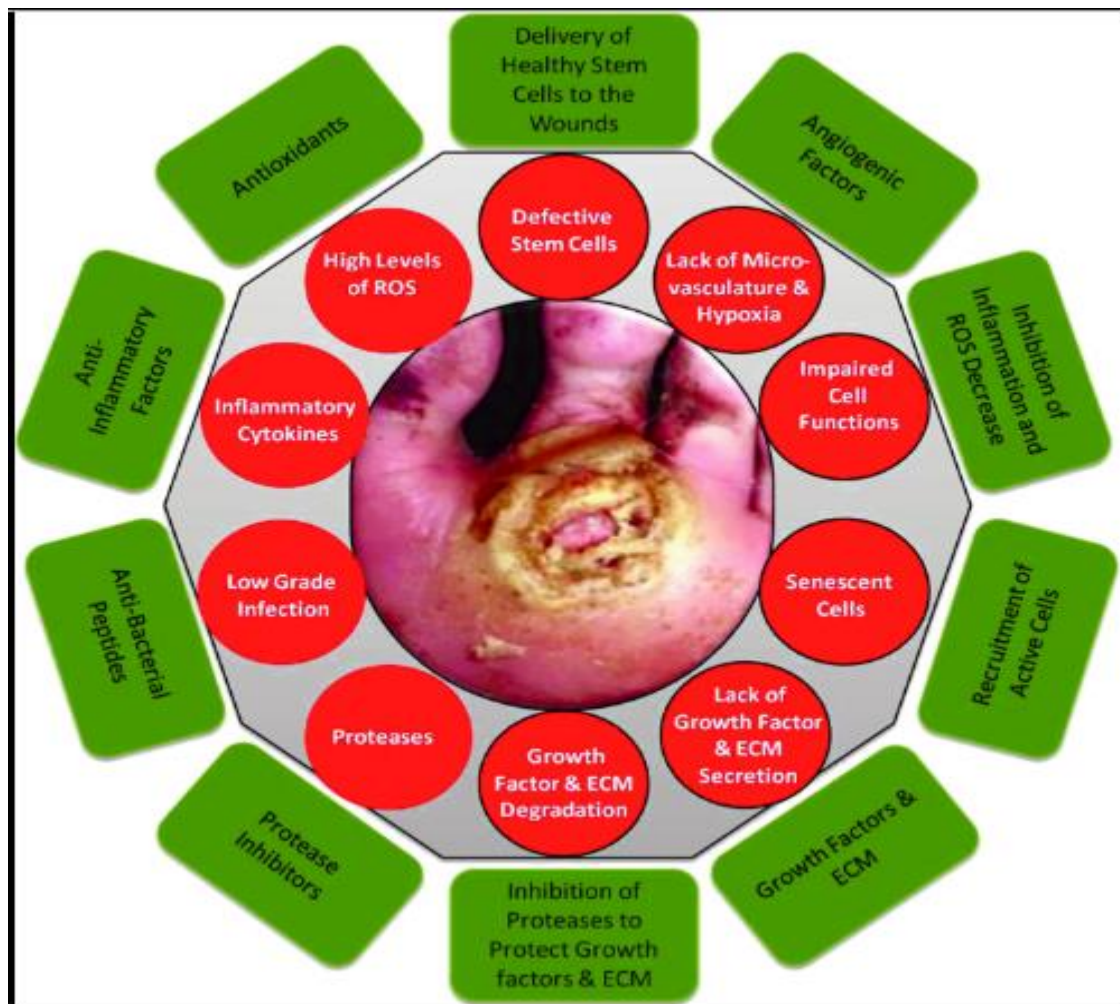 Delivery of
Healthy Stem
Cells to the
Wounds
Angiogenic
Factors
Inhibition of
Inflammation and
ROS Decrease
Recruitment of
Active Cells
Growth Factors &
ECM
Inhibition of
Proteases to
Protect Growth
factors & ECM
Protease
Inhibitors
Anti-Bacterial
Peptides
Anti-
Inflammatory
Factors
Antioxidants
Defective
Stem Cells
Lack of Micro-
vasculature &
Hypoxia
Impaired
Cell
Functions
Senescent
Cells
Lack of
Growth Factor
& ECM
Secretion
Growth
Factor & ECM
Degradation
Proteases
Low Grade
Infection
Inflammatory
Cytokines
High Levels
of ROS